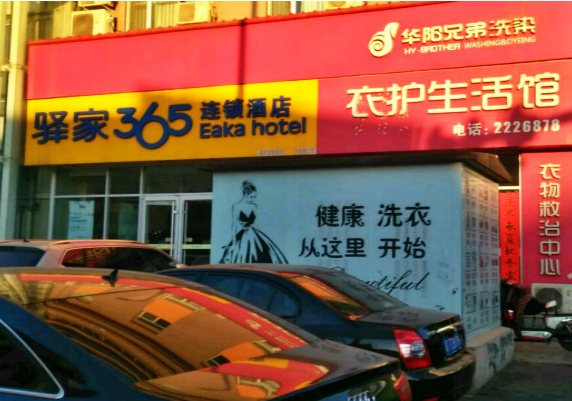 华阳兄弟洗染
HY-BROTHER WASHING&DYEING
驿家365 连锁酒店
Eaka hotel
衣护生活馆
电话:2226878
健康 洗衣
从这里 开始
Beautiful
衣物救治中心